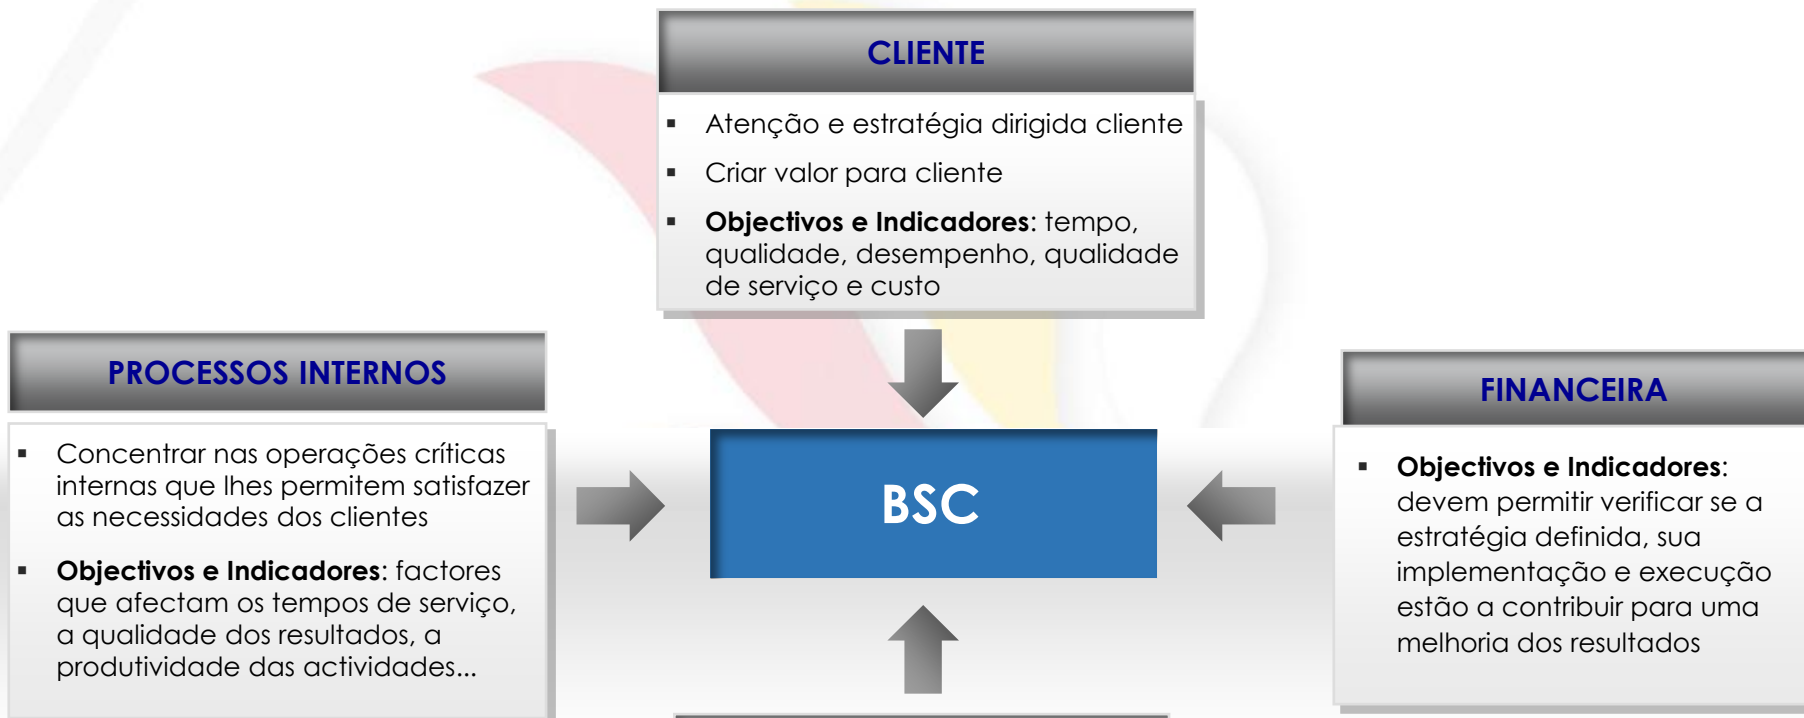 CLIENTE
▪ Atenção e estratégia dirigida cliente
▪ Criar valor para cliente
▪ Objectivos e Indicadores: tempo,
qualidade, desempenho, qualidade
de serviço e custo
PROCESSOS INTERNOS
▪ Concentrar nas operações críticas
internas que lhes permitem satisfazer
as necessidades dos clientes
▪ Objectivos e Indicadores: factores
que afectam os tempos de serviço,
a qualidade dos resultados, a
produtividade das actividades...
BSC
FINANCEIRA
▪ Objectivos e Indicadores:
devem permitir verificar se a
estratégia definida, sua
implementação e execução
estão a contribuir para uma
melhoria dos resultados